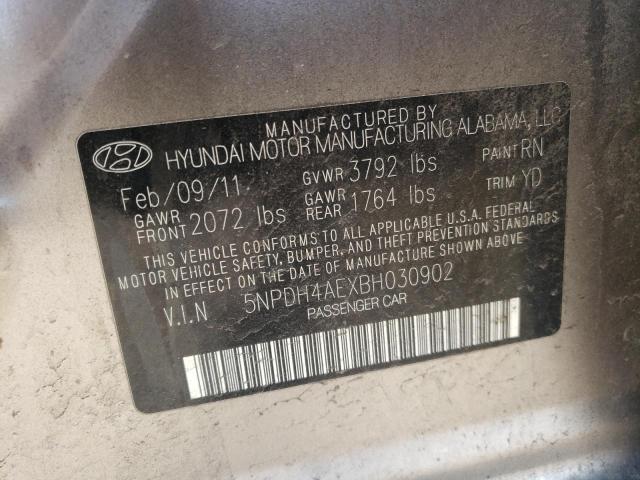 MANUFACTURED BY
HYUNDAI MOTOR MANUFACTURING ALABAMA, LLC
Feb/09/11 GVWR 3792 lbs PAINT RN
GAWR FRONT 2072 lbs GAWR REAR 1764 lbs TRIM YD
THIS VEHICLE CONFORMS TO ALL APPLICABLE U.S.A. FEDERAL
MOTOR VEHICLE SAFETY, BUMPER, AND THEFT PREVENTION STANDARDS
IN EFFECT ON THE DATE OF MANUFACTURE SHOWN ABOVE
V.I.N 5NPDH4AEXBH030902
PASSENGER CAR